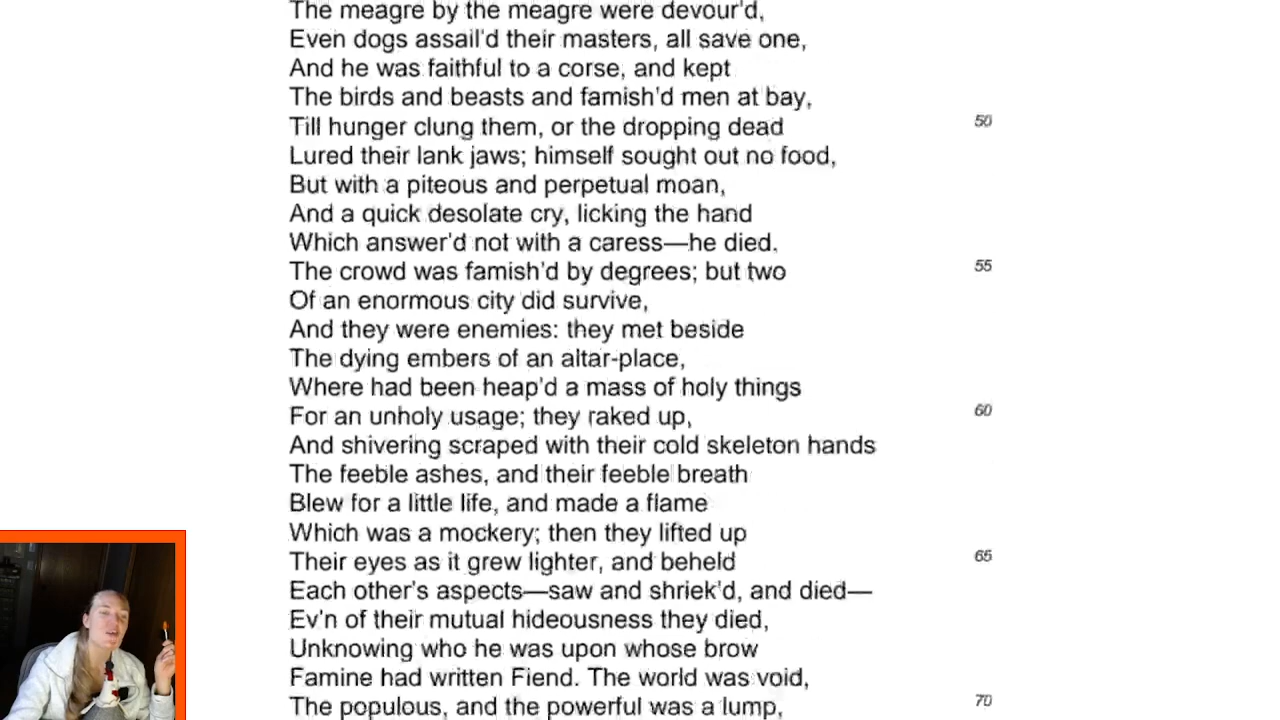 The meagre by the meagre were devour'd,
Even dogs assail'd their masters, all save one,
And he was faithful to a corse, and kept
The birds and beasts and famish'd men at bay,
50
Till hunger clung them, or the dropping dead
Lured their lank jaws; himself sought out no food,
But with a piteous and perpetual moan,
And a quick desolate cry, licking the hand
Which answer'd not with a caress—he died.
55
The crowd was famish'd by degrees; but two
Of an enormous city did survive,
And they were enemies: they met beside
The dying embers of an altar-place,
Where had been heap'd a mass of holy things
60
For an unholy usage; they raked up,
And shivering scraped with their cold skeleton hands
The feeble ashes, and their feeble breath
Blew for a little life, and made a flame
Which was a mockery; then they lifted up
65
Their eyes as it grew lighter, and beheld
Each other's aspects—saw and shriek'd, and died—
Ev'n of their mutual hideousness they died,
Unknowing who he was upon whose brow
Famine had written Fiend. The world was void,
70
The populous, and the powerful was a lump,